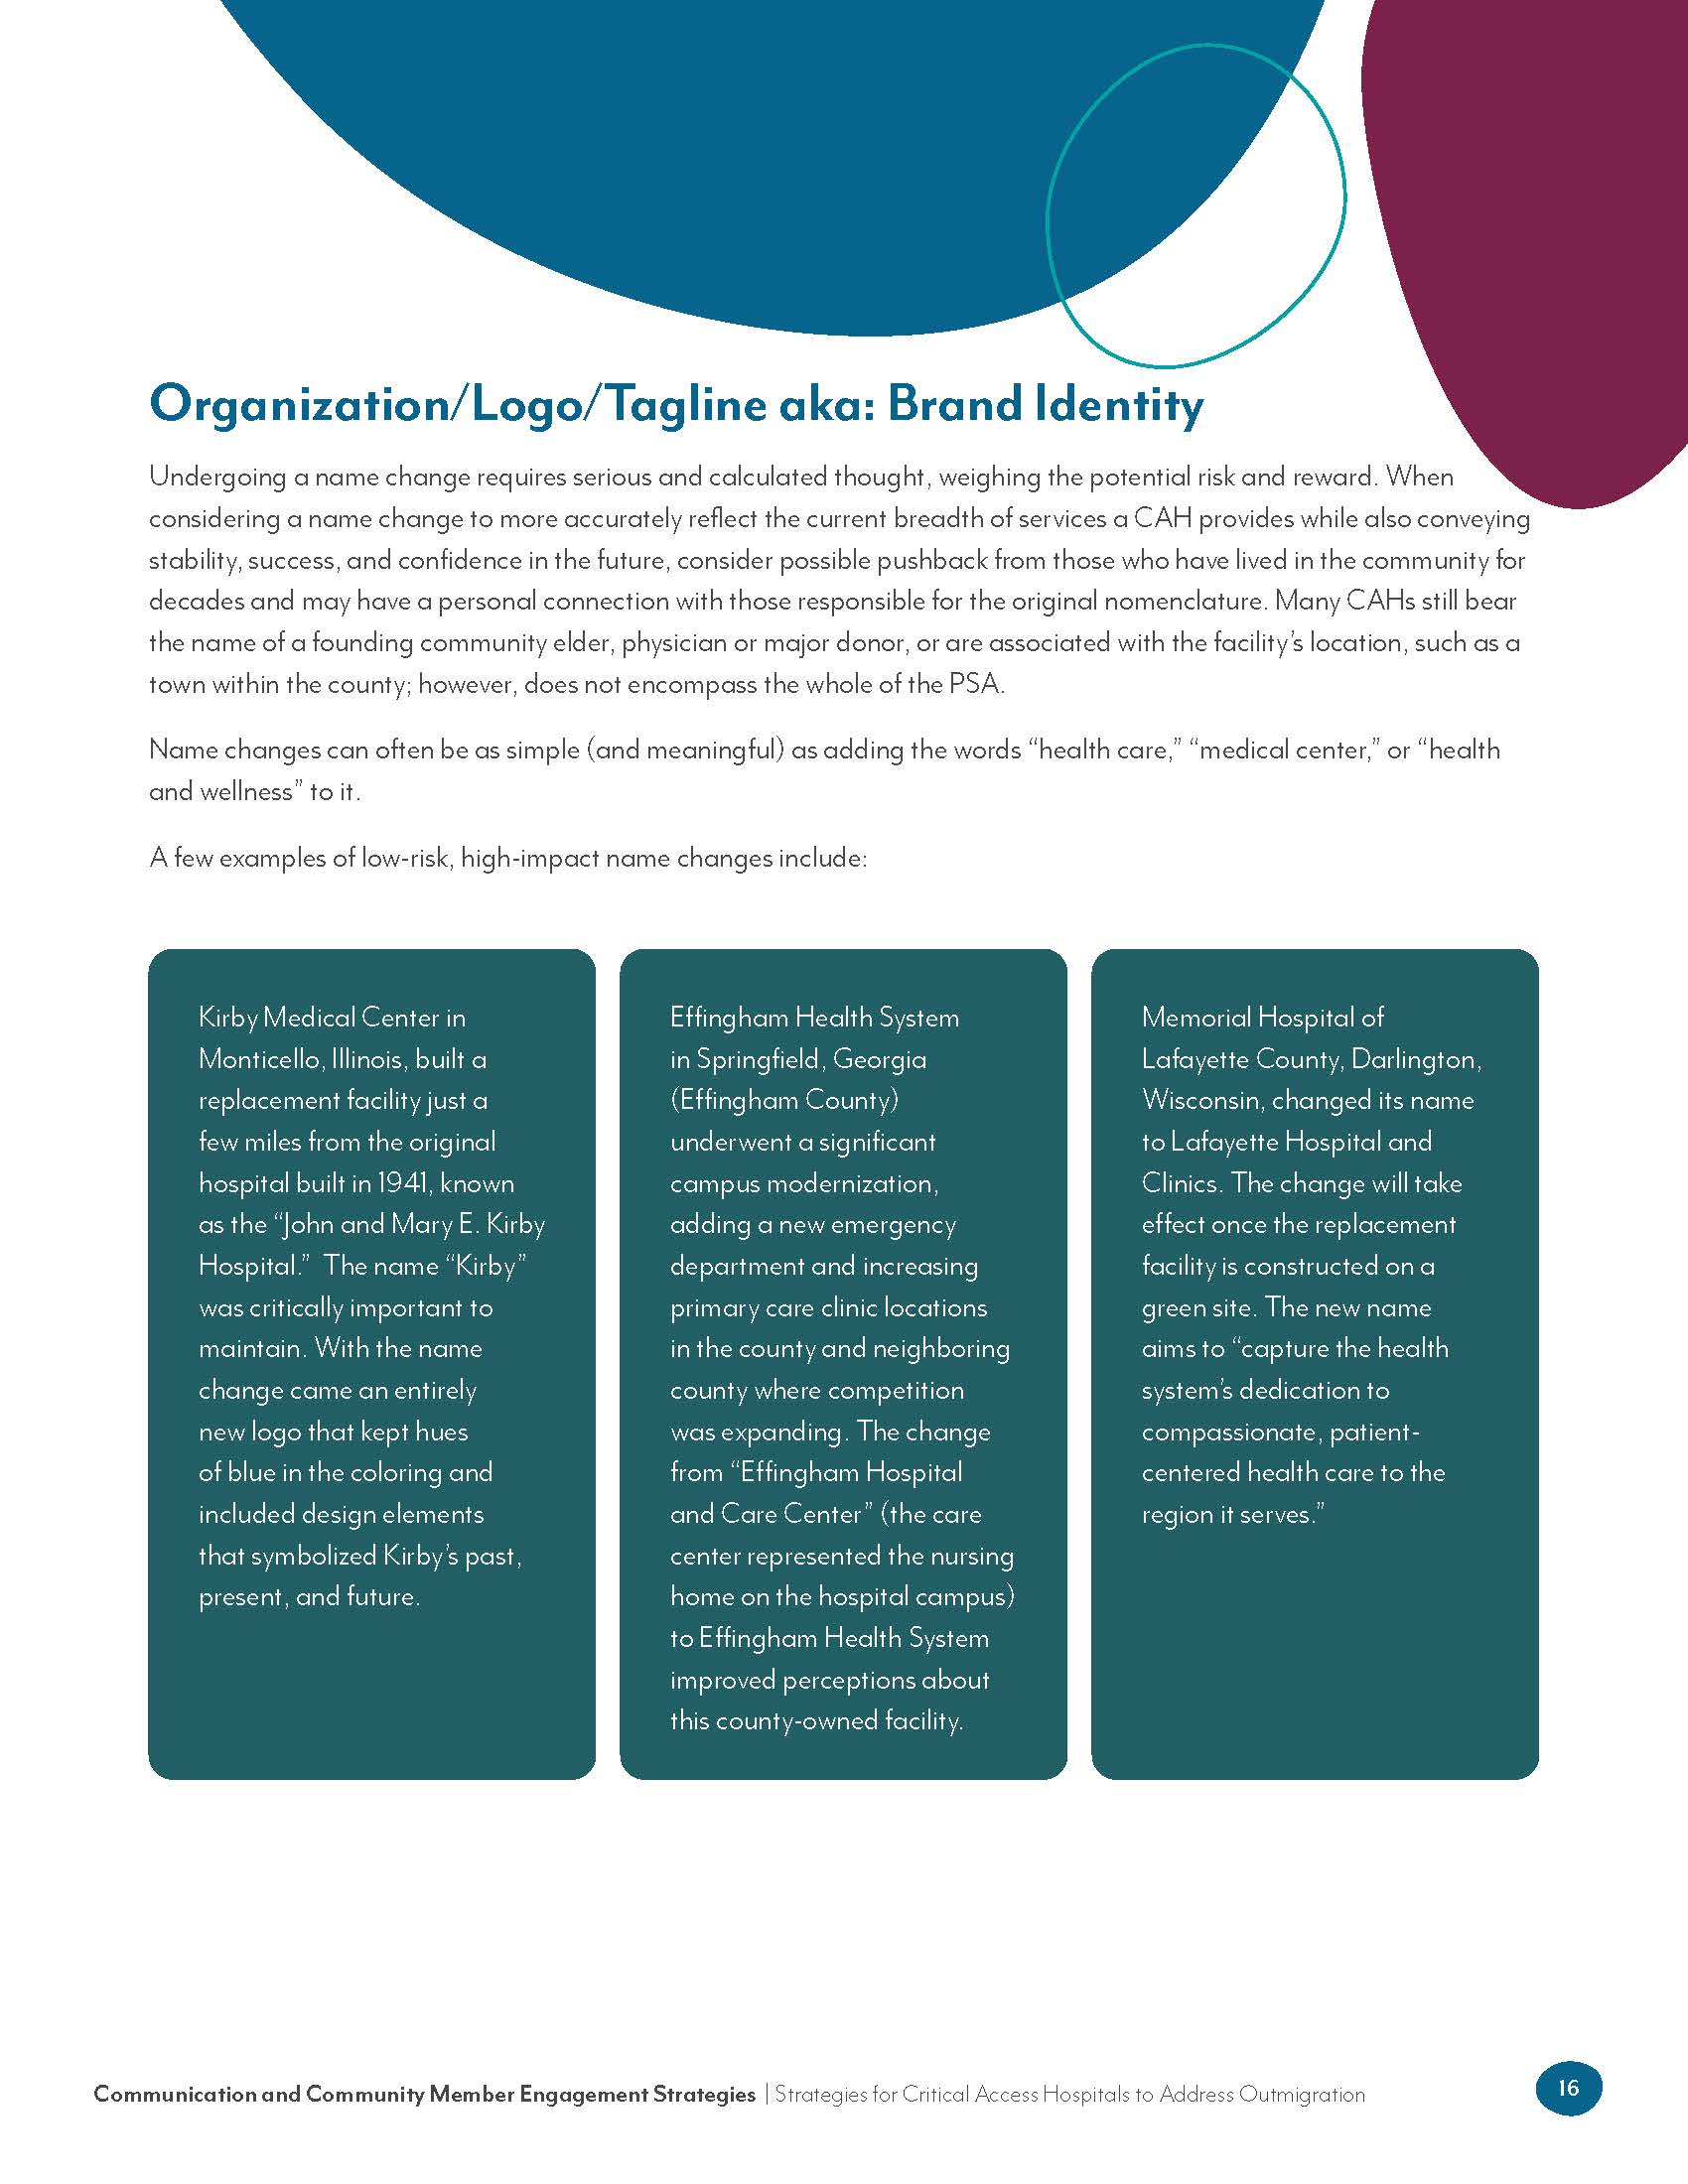 Organization/Logo/Tagline aka: Brand Identity
Undergoing a name change requires serious and calculated thought, weighing the potential risk and reward. When
considering a name change to more accurately reflect the current breadth of services a CAH provides while also conveying
stability, success, and confidence in the future, consider possible pushback from those who have lived in the community for
decades and may have a personal connection with those responsible for the original nomenclature. Many CAHs still bear
the name of a founding community elder, physician or major donor, or are associated with the facility’s location, such as a
town within the county; however, does not encompass the whole of the PSA.
Name changes can often be as simple (and meaningful) as adding the words “health care,” “medical center,” or “health
and wellness” to it.
A few examples of low-risk, high-impact name changes include:
Kirby Medical Center in
Monticello, Illinois, built a
replacement facility just a
few miles from the original
hospital built in 1941, known
as the “John and Mary E. Kirby
Hospital.”  The name “Kirby”
was critically important to
maintain. With the name
change came an entirely
new logo that kept hues
of blue in the coloring and
included design elements
that symbolized Kirby’s past,
present, and future.
Effingham Health System
in Springfield, Georgia
(Effingham County)
underwent a significant
campus modernization,
adding a new emergency
department and increasing
primary care clinic locations
in the county and neighboring
county where competition
was expanding. The change
from “Effingham Hospital
and Care Center” (the care
center represented the nursing
home on the hospital campus)
to Effingham Health System
improved perceptions about
this county-owned facility.
Memorial Hospital of
Lafayette County, Darlington,
Wisconsin, changed its name
to Lafayette Hospital and
Clinics. The change will take
effect once the replacement
facility is constructed on a
green site. The new name
aims to “capture the health
system’s dedication to
compassionate, patient-
centered health care to the
region it serves.”
Communication and Community Member Engagement Strategies | Strategies for Critical Access Hospitals to Address Outmigration
16